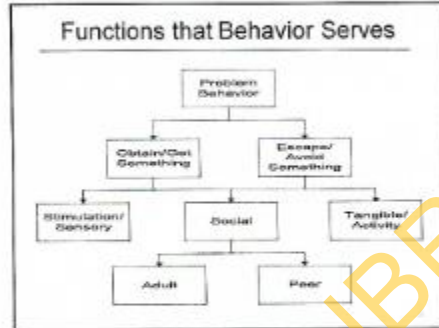 Functions that Behavior Serves
Problem
Behavior
Obtain/Get
Something
Escape/
Avoid
Something
Stimulation/
Sensory
Social
Tangible/
Activity
Adult
Peer